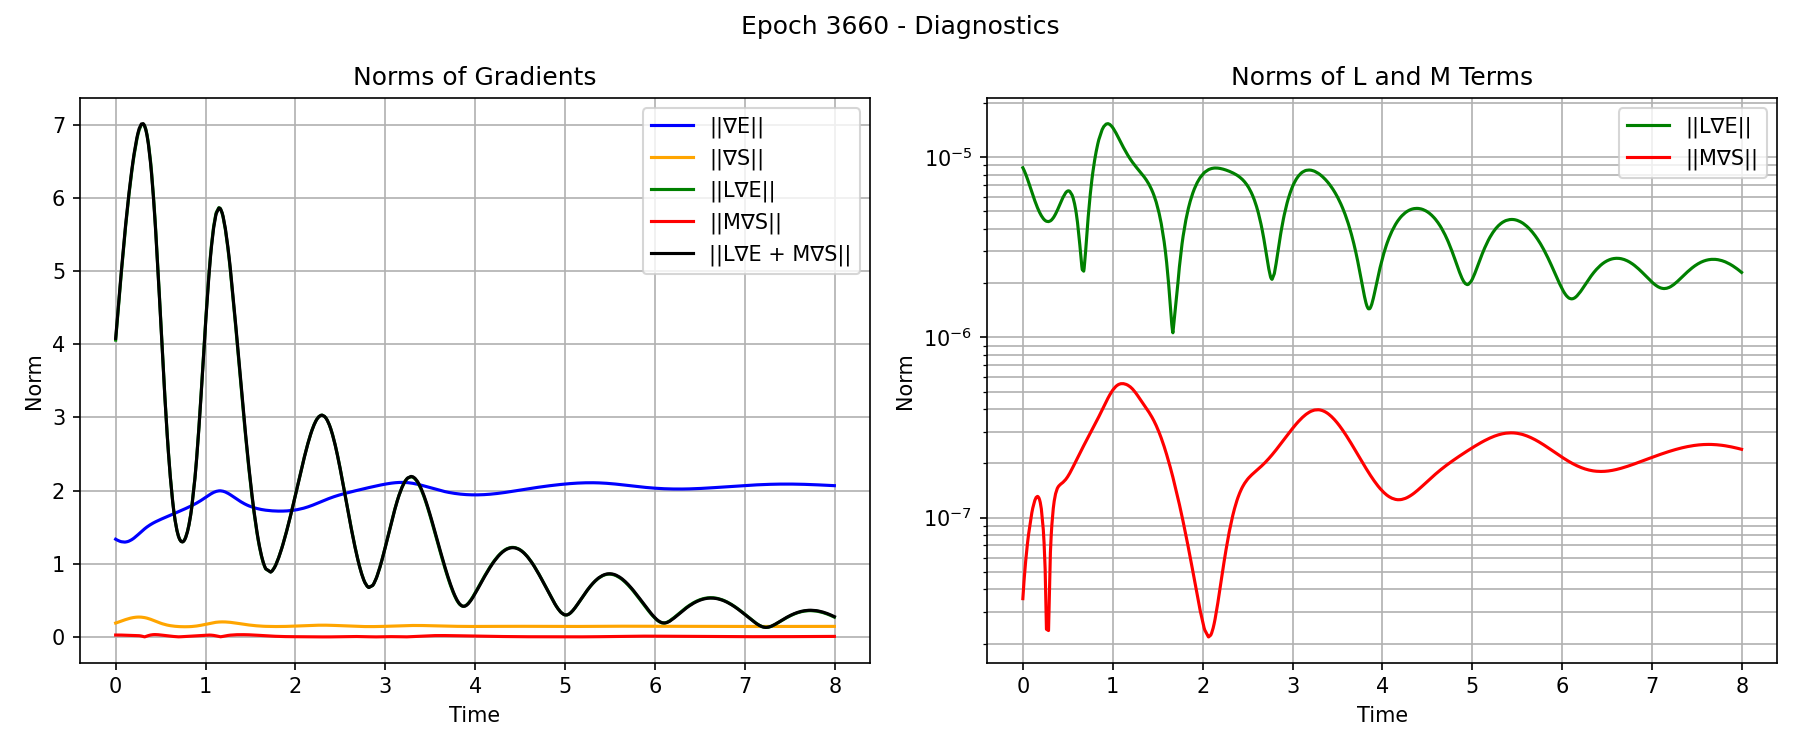 Epoch 3660 - Diagnostics
Norms of Gradients
Norm
7
6
5
4
3
2
1
0
||∇E||
||∇S||
||L∇E||
||M∇S||
||L∇E + M∇S||
0 1 2 3 4 5 6 7 8
Time
Norms of L and M Terms
Norm
10⁻⁵
10⁻⁶
10⁻⁷
||L∇E||
||M∇S||
0 1 2 3 4 5 6 7 8
Time